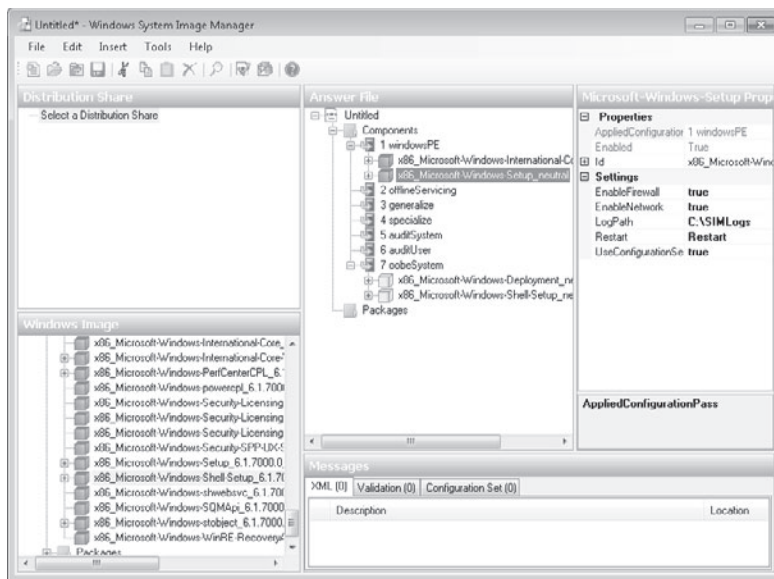 Untitled* - Windows System Image Manager
File Edit Insert Tools Help
Distribution Share
Select a Distribution Share
Windows Image
x86_Microsoft-Windows-International-Core_
x86_Microsoft-Windows-International-Core-
x86_Microsoft-Windows-PerfCenterCPL_6.
x86_Microsoft-Windows-powercpl_6.1.700
x86_Microsoft-Windows-Security-Licensing
x86_Microsoft-Windows-Security-Licensing
x86_Microsoft-Windows-Security-Licensing
x86_Microsoft-Windows-Security-SPP-UX-
x86_Microsoft-Windows-Setup_6.1.7000.0_
x86_Microsoft-Windows-Shell-Setup_6.1.7
x86_Microsoft-Windows-shwebsvc_6.1.700
x86_Microsoft-Windows-SQMApi_6.1.7000.
x86_Microsoft-Windows-stobject_6.1.7000.
x86_Microsoft-Windows-WinRE-Recovery
Packages
Answer File
Untitled
Components
1 windowsPE
x86_Microsoft-Windows-International-Co
x86_Microsoft-Windows-Setup_neutral
2 offlineServicing
3 generalize
4 specialize
5 auditSystem
6 auditUser
7 oobeSystem
x86_Microsoft-Windows-Deployment_ne
x86_Microsoft-Windows-Shell-Setup_ne
Packages
Microsoft-Windows-Setup Prop
Properties
AppliedConfiguration 1 windowsPE
Enabled True
Id x86_Microsoft-Wind
Settings
EnableFirewall true
EnableNetwork true
LogPath C:\SIMLogs
Restart Restart
UseConfigurationSe true
AppliedConfigurationPass
Messages
XML (0) Validation (0) Configuration Set (0)
Description Location